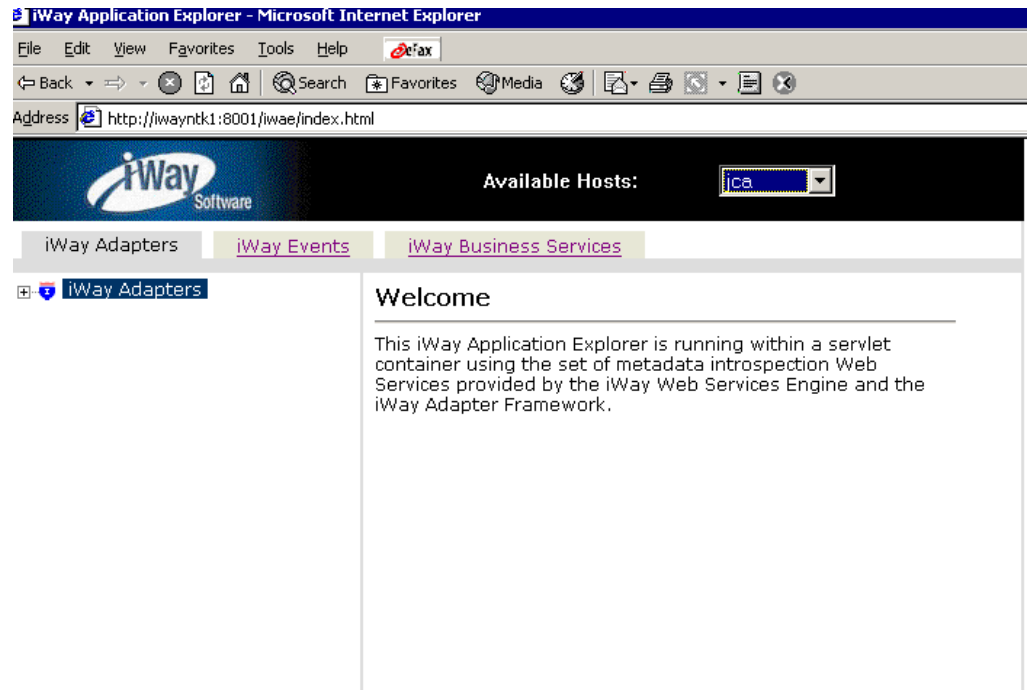 iWay Application Explorer - Microsoft Internet Explorer
File Edit View Favorites Tools Help eFax
Back Search Favorites Media
Address http://iwayntk1:8001/iwae/index.html
iWay Software Available Hosts: jca
iWay Adapters iWay Events iWay Business Services
iWay Adapters
Welcome
This iWay Application Explorer is running within a servlet
container using the set of metadata introspection Web
Services provided by the iWay Web Services Engine and the
iWay Adapter Framework.